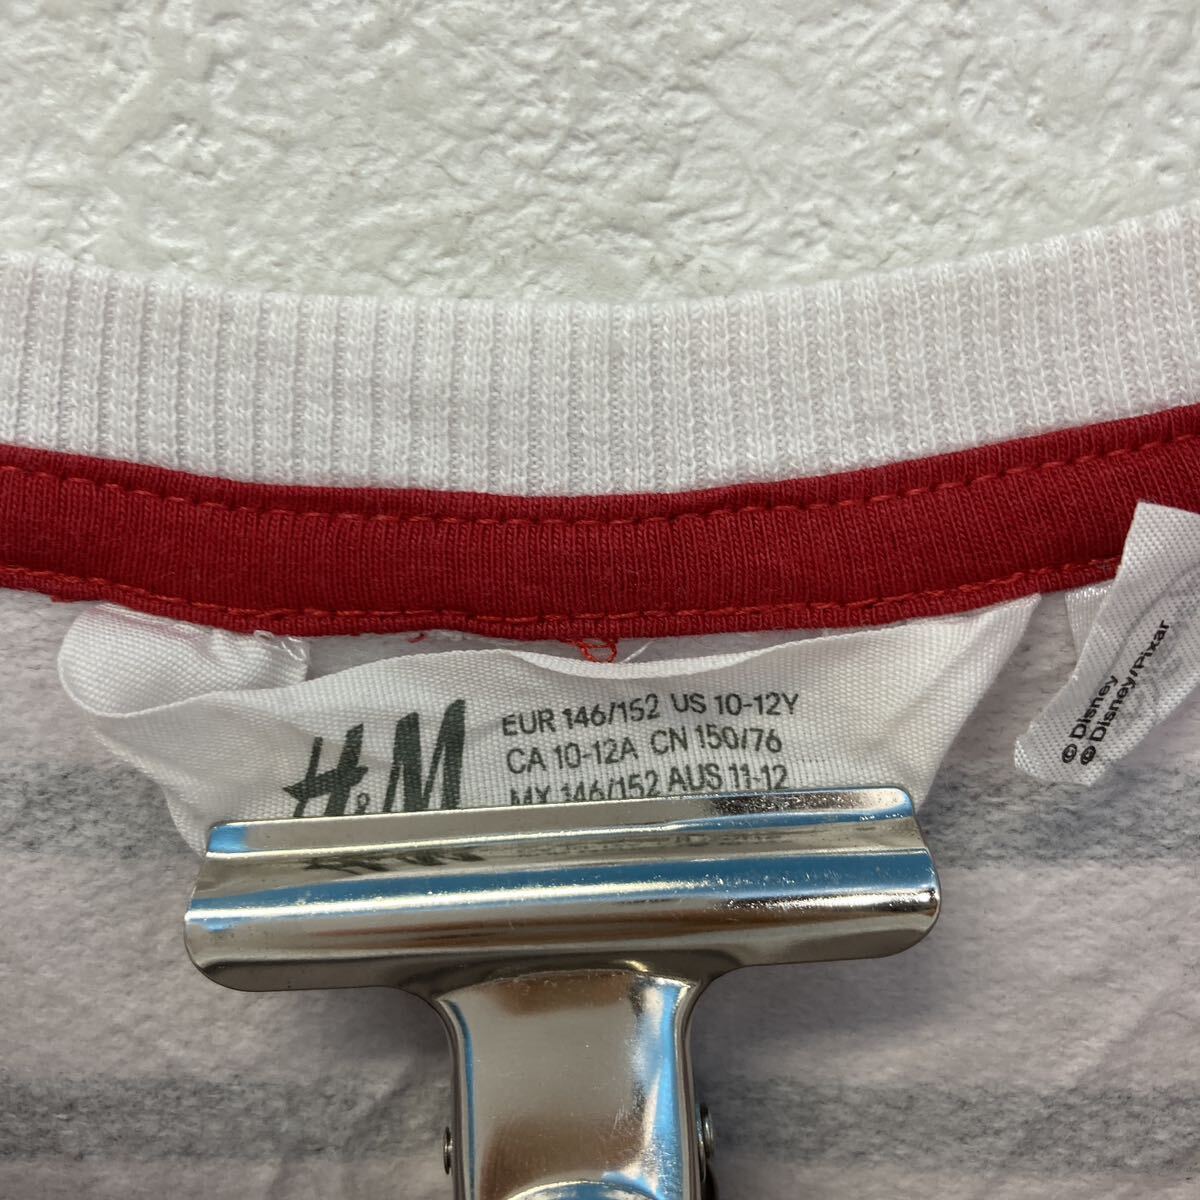 H&M
EUR 146/152 US 10-12Y
CA 10-12A CN 150/76
MX 146/152 AUS 11-12
© Disney
© Disney/Pixar